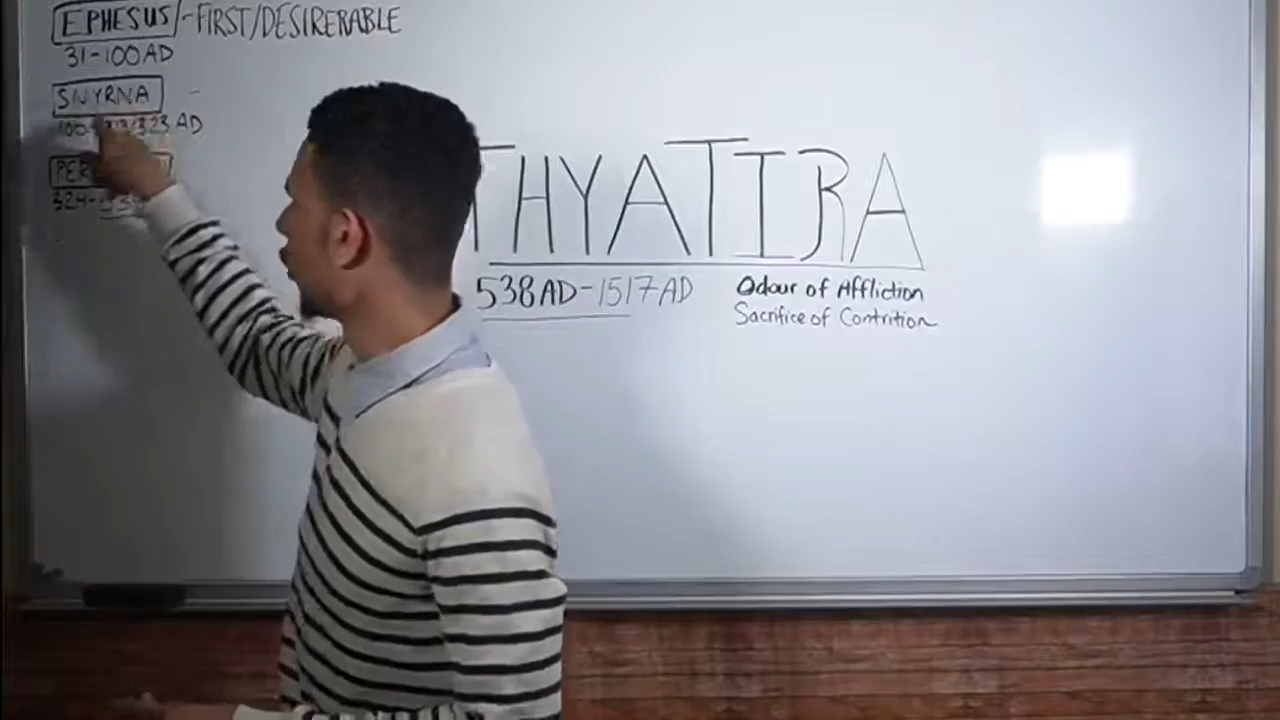 EPHESUS -FIRST/DESIRERABLE
31-100AD
SMYRNA -
AD
THYATIRA
538AD-1517AD
Odour of Affliction
Sacrifice of Contrition